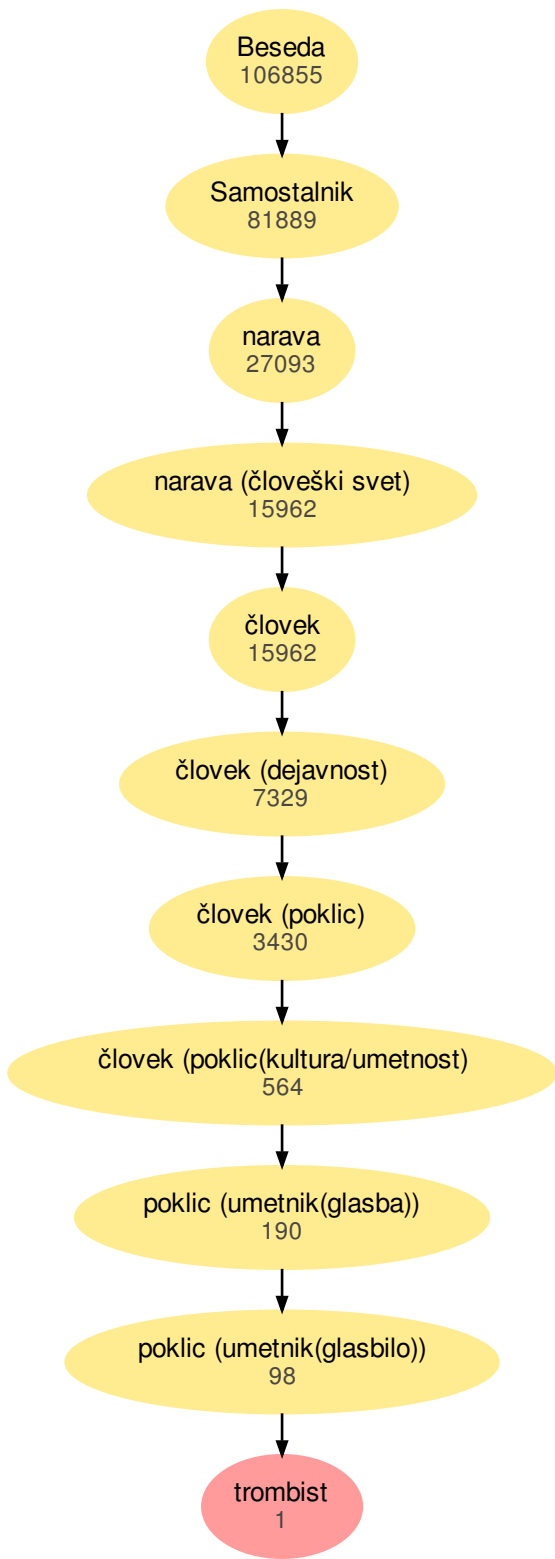 Beseda
106855
Samostalnik
81889
narava
27093
narava (človeški svet)
15962
človek
15962
človek (dejavnost)
7329
človek (poklic)
3430
človek (poklic(kultura/umetnost)
564
poklic (umetnik(glasba))
190
poklic (umetnik(glasbilo))
98
trombist
1